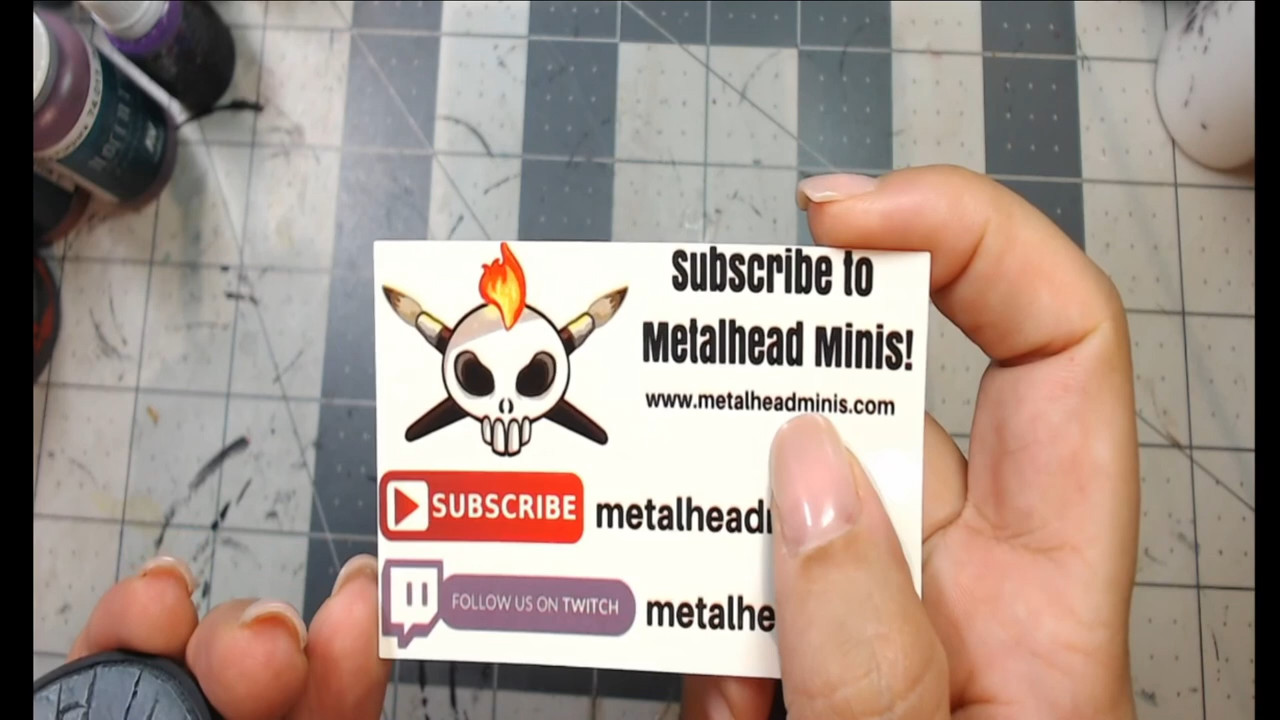 Subscribe to
Metalhead Minis!
www.metalheadminis.com
SUBSCRIBE
FOLLOW US ON TWITCH